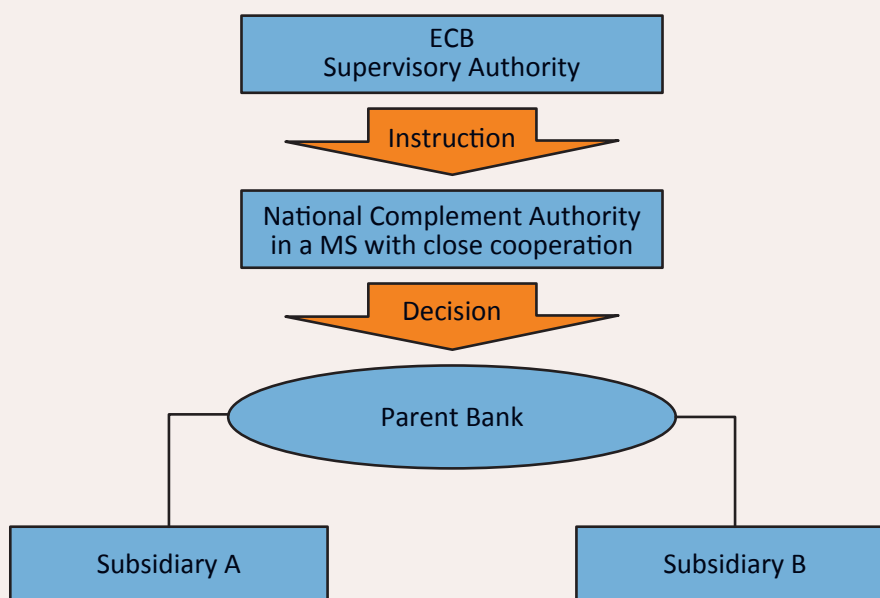 ECB
Supervisory Authority
Instruction
National Complement Authority
in a MS with close cooperation
Decision
Parent Bank
Subsidiary A
Subsidiary B